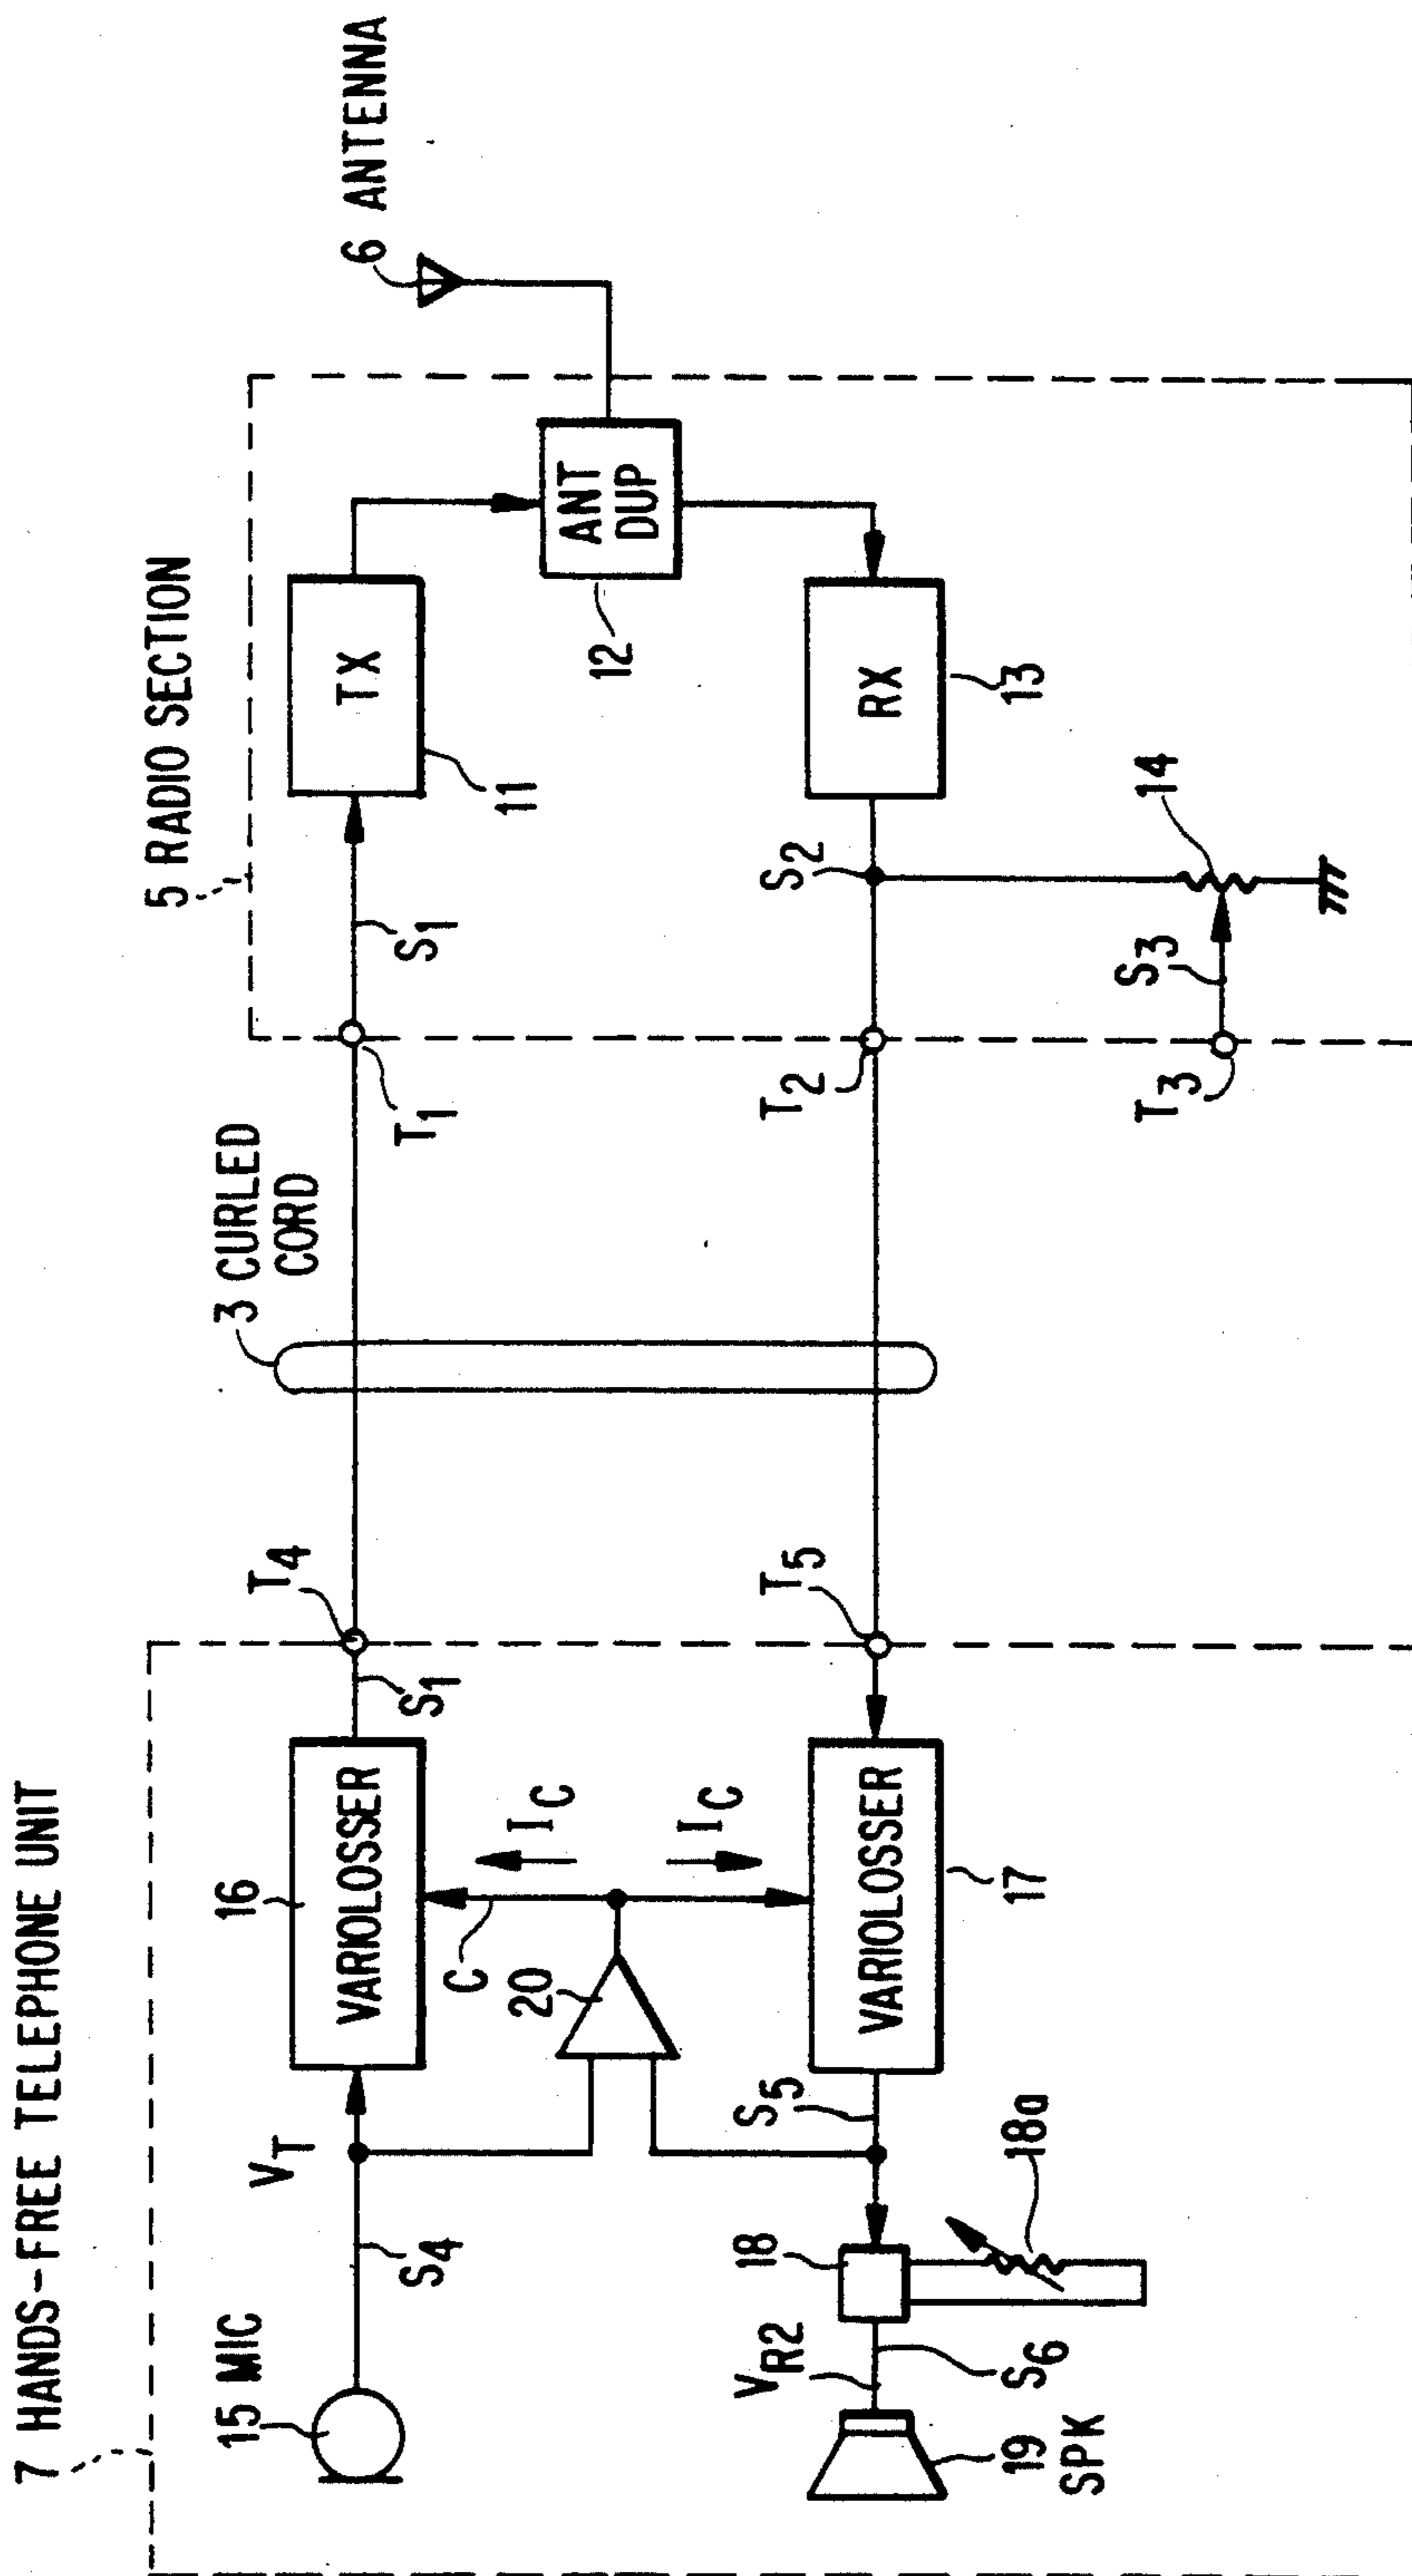 7 HANDS-FREE TELEPHONE UNIT
15 MIC
S4
VT
16
VARIOLOSSER
S1
T4
C
20
IC
IC
VARIOLOSSER
17
S5
T5
18
18a
VR2
S6
19
SPK
3 CURLED
CORD
5 RADIO SECTION
T1
S1
TX
11
ANT
DUP
12
6 ANTENNA
T2
S2
RX
13
T3
S3
14